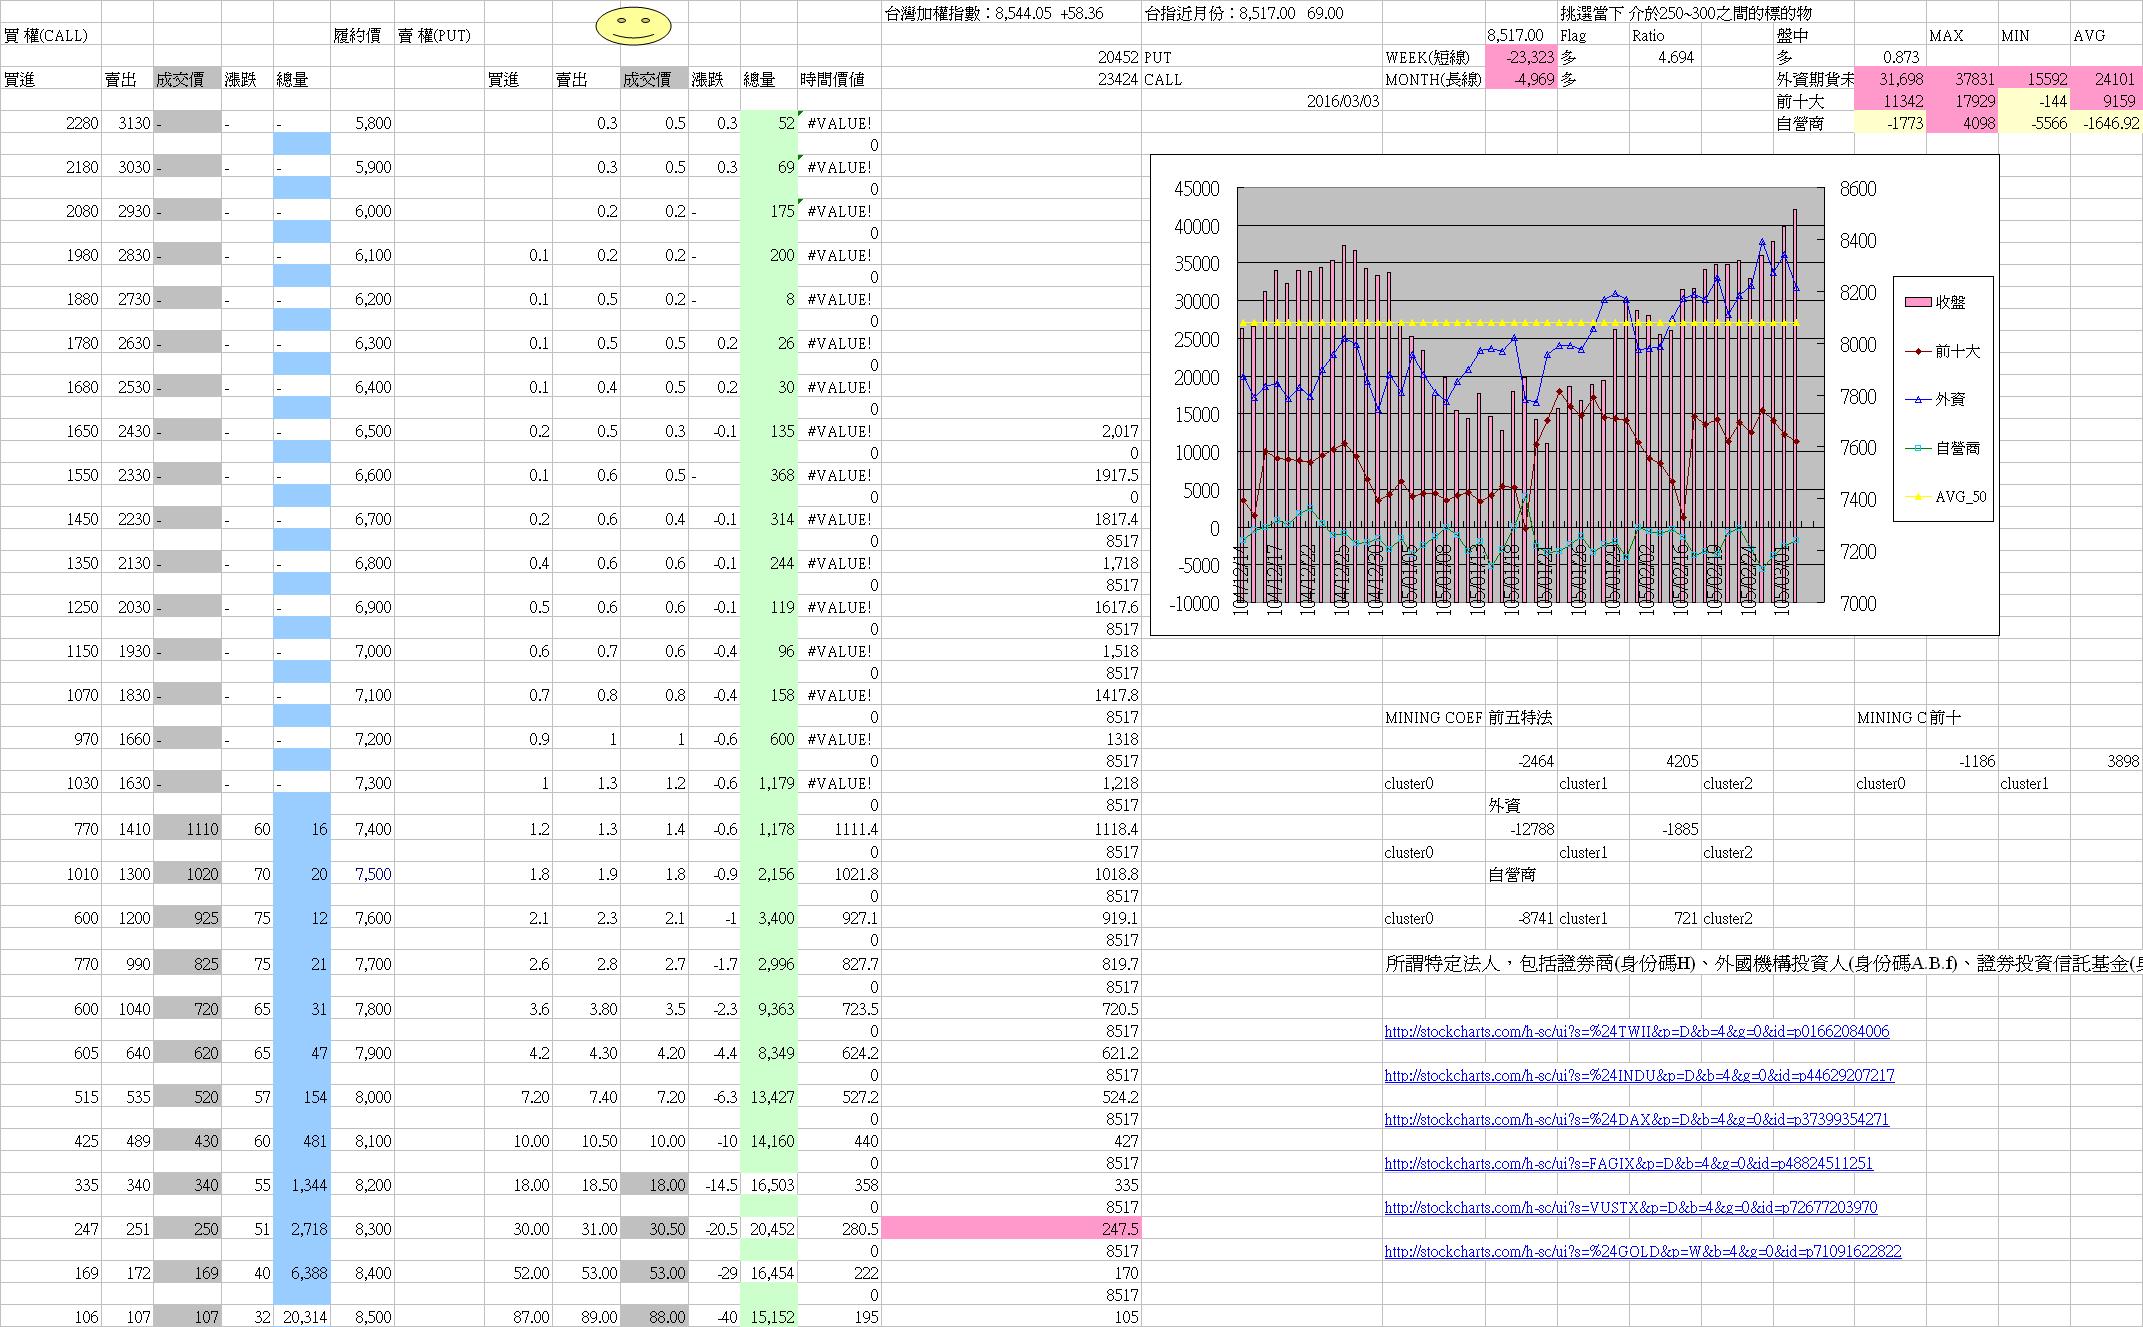 台灣加權指數：8,544.05 +58.36 台指近月份：8,517.00 69.00 挑選當下 介於250~300之間的標的物
買 權(CALL) 履約價 賣 權(PUT) 8,517.00 Flag Ratio 盤中 MAX MIN AVG
20452 PUT WEEK(短線) -23,323 多 4.694 多 0.873
買進 賣出 成交價 漲跌 總量 買進 賣出 成交價 漲跌 總量 時間價值 23424 CALL MONTH(長線) -4,969 多 外資期貨未 31,698 37831 15592 24101
2016/03/03 前十大 11342 17929 -144 9159
2280 3130 - - - 5,800 0.3 0.5 0.3 52 #VALUE! 自營商 -1773 4098 -5566 -1646.92
0
2180 3030 - - - 5,900 0.3 0.5 0.3 69 #VALUE!
0
2080 2930 - - - 6,000 0.2 0.2 - 175 #VALUE!
0
1980 2830 - - - 6,100 0.1 0.2 0.2 - 200 #VALUE!
0
1880 2730 - - - 6,200 0.1 0.5 0.2 - 8 #VALUE!
0
1780 2630 - - - 6,300 0.1 0.5 0.5 0.2 26 #VALUE!
0
1680 2530 - - - 6,400 0.1 0.4 0.5 0.2 30 #VALUE!
0
1650 2430 - - - 6,500 0.2 0.5 0.3 -0.1 135 #VALUE! 2,017
0 0
1550 2330 - - - 6,600 0.1 0.6 0.5 - 368 #VALUE! 1917.5
0 0
1450 2230 - - - 6,700 0.2 0.6 0.4 -0.1 314 #VALUE! 1817.4
0 8517
1350 2130 - - - 6,800 0.4 0.6 0.6 -0.1 244 #VALUE! 1,718
0 8517
1250 2030 - - - 6,900 0.5 0.6 0.6 -0.1 119 #VALUE! 1617.6
0 8517
1150 1930 - - - 7,000 0.6 0.7 0.6 -0.4 96 #VALUE! 1,518
0 8517
1070 1830 - - - 7,100 0.7 0.8 0.8 -0.4 158 #VALUE! 1417.8
0 8517 MINING COEF 前五特法 MINING C 前十
970 1660 - - - 7,200 0.9 1 1 -0.6 600 #VALUE! 1318
0 8517 -2464 4205 -1186 3898
1030 1630 - - - 7,300 1 1.3 1.2 -0.6 1,179 #VALUE! 1,218 cluster0 cluster1 cluster2 cluster0 cluster1
0 8517 外資
770 1410 1110 60 16 7,400 1.2 1.3 1.4 -0.6 1,178 1111.4 1118.4 -12788 -1885
0 8517 cluster0 cluster1 cluster2
1010 1300 1020 70 20 7,500 1.8 1.9 1.8 -0.9 2,156 1021.8 1018.8 自營商
0 8517
600 1200 925 75 12 7,600 2.1 2.3 2.1 -1 3,400 927.1 919.1 cluster0 -8741 cluster1 721 cluster2
0 8517
770 990 825 75 21 7,700 2.6 2.8 2.7 -1.7 2,996 827.7 819.7 所謂特定法人，包括證券商(身份碼H)、外國機構投資人(身份碼A.B.f)、證券投資信託基金(
0 8517
600 1040 720 65 31 7,800 3.6 3.80 3.5 -2.3 9,363 723.5 720.5
0 8517 http://stockcharts.com/h-sc/ui?s=%24TWII&p=D&b=4&g=0&id=p01662084006
605 640 620 65 47 7,900 4.2 4.30 4.20 -4.4 8,349 624.2 621.2
0 8517 http://stockcharts.com/h-sc/ui?s=%24INDU&p=D&b=4&g=0&id=p44629207217
515 535 520 57 154 8,000 7.20 7.40 7.20 -6.3 13,427 527.2 524.2
0 8517 http://stockcharts.com/h-sc/ui?s=%24DAX&p=D&b=4&g=0&id=p37399354271
425 489 430 60 481 8,100 10.00 10.50 10.00 -10 14,160 440 427
0 8517 http://stockcharts.com/h-sc/ui?s=FAGIX&p=D&b=4&g=0&id=p48824511251
335 340 340 55 1,344 8,200 18.00 18.50 18.00 -14.5 16,503 358 335
0 8517 http://stockcharts.com/h-sc/ui?s=VUSTX&p=D&b=4&g=0&id=p72677203970
247 251 250 51 2,718 8,300 30.00 31.00 30.50 -20.5 20,452 280.5 247.5
0 8517 http://stockcharts.com/h-sc/ui?s=%24GOLD&p=W&b=4&g=0&id=p71091622822
169 172 169 40 6,388 8,400 52.00 53.00 53.00 -29 16,454 222 170
0 8517
106 107 107 32 20,314 8,500 87.00 89.00 88.00 -40 15,152 195 105
45000 8600
40000
35000 8400
30000 8200
25000 8000
20000 7800
15000
10000 7600
5000 7400
0
-5000 7200
-10000 7000
104/12/14 104/12/17 104/12/22 104/12/25 104/12/30 105/01/05 105/01/08 105/01/13 105/01/18 105/01/21 105/01/26 105/01/29 105/02/02 105/02/16 105/02/19 105/02/24 105/03/01
收盤
前十大
外資
自營商
AVG_50